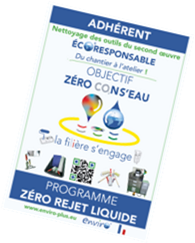 ADHÉRENT
Nettoyage des outils du second œuvre
ÉCORESPONSABLE
Du chantier à l'atelier !
OBJECTIF
ZÉRO CONS'EAU
la filière s'engage
PROGRAMME
ZÉRO REJET LIQUIDE
www.enviro-plus.eu
enviro